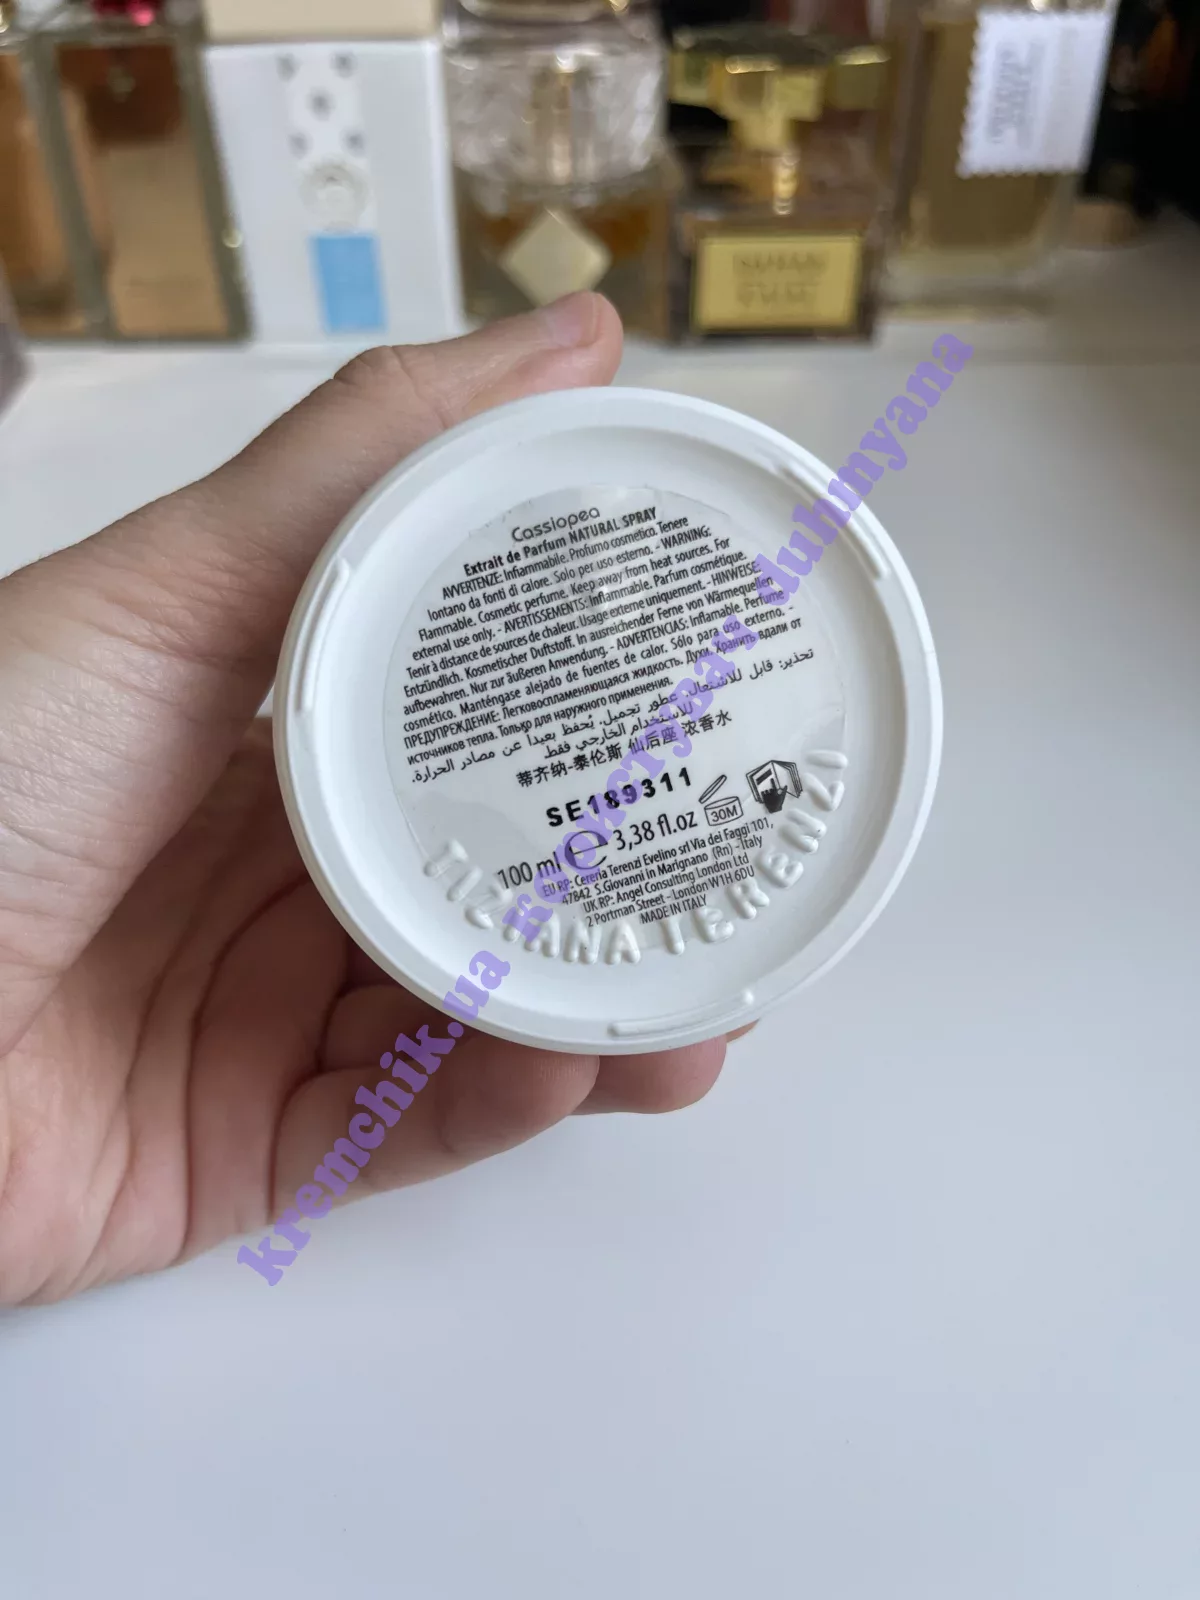 Cassiopea
Extrait de Parfum NATURAL SPRAY
AVVERTENZE: Infiammabile. Profumo cosmetico. Tenere
lontano da fonti di calore. Solo per uso esterno. - WARNING:
Flammable. Cosmetic perfume. Keep away from heat sources. For
external use only. - AVERTISSEMENTS: Inflammable. Parfum cosmétique.
Tenir à distance de sources de chaleur. Usage externe uniquement. - HINWEISE:
Entzündlich. Kosmetischer Duftstoff. In ausreichender Ferne von Wärmequellen
aufbewahren. Nur zur äußeren Anwendung. - ADVERTENCIAS: Inflamable. Perfume
cosmético. Manténgase alejado de fuentes de calor. Sólo para uso externo. -
ПРЕДУПРЕЖДЕНИЕ: Легковоспламеняющаяся жидкость. Духи. Хранить вдали от
источников тепла. Только для наружного применения.
تحذير: قابل للاشتعال. عطور تجميل. يُحفظ بعيداً عن مصادر الحرارة.
للاستخدام الخارجي فقط
蒂齐纳-泰伦斯 仙后座 浓香水
SE189311
100 ml e 3,38 fl.oz 30M
EU RP: Cereria Terenzi Evelino srl Via dei Faggi 101,
47842 S.Giovanni in Marignano (Rn) - Italy
UK RP: Angel Consulting London Ltd
2 Portman Street - London W1H 6DU
MADE IN ITALY
TIZIANA TERENZI
kremchik.ua користувач duhmyana